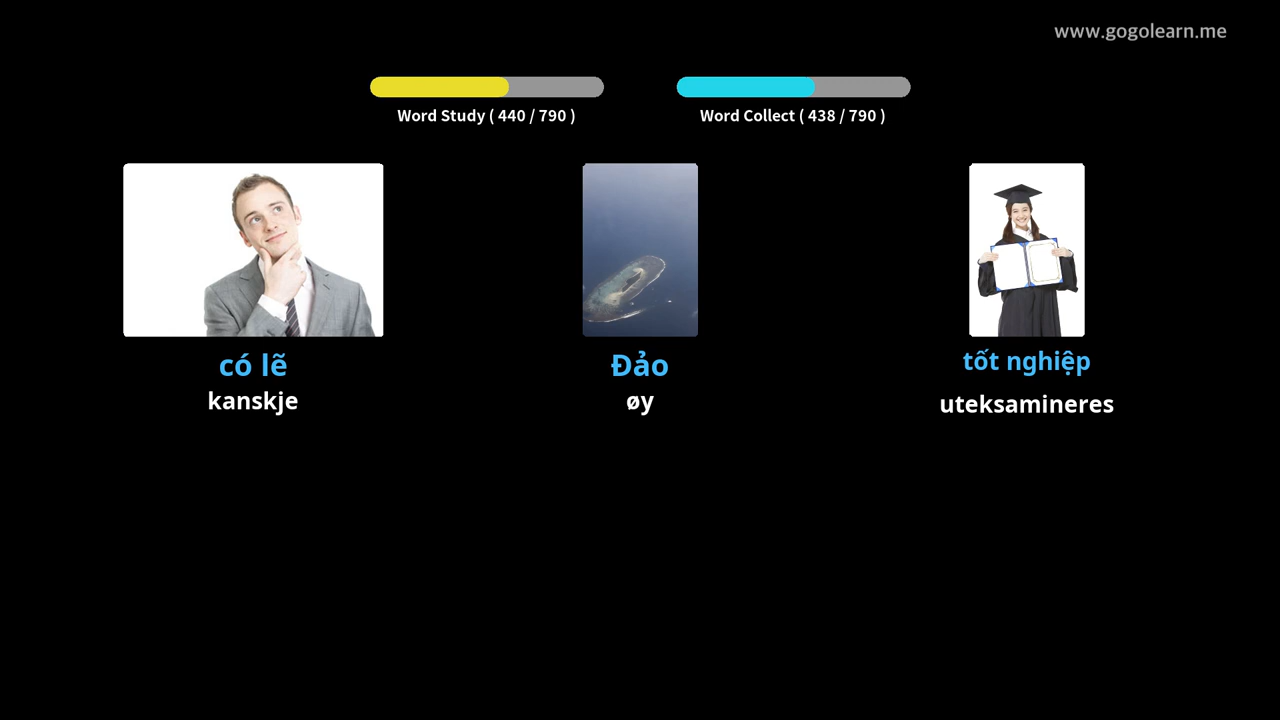 www.gogolearn.me
Word Study ( 440 / 790 )
Word Collect ( 438 / 790 )
có lẽ
kanskje
Đảo
øy
tốt nghiệp
uteksamineres